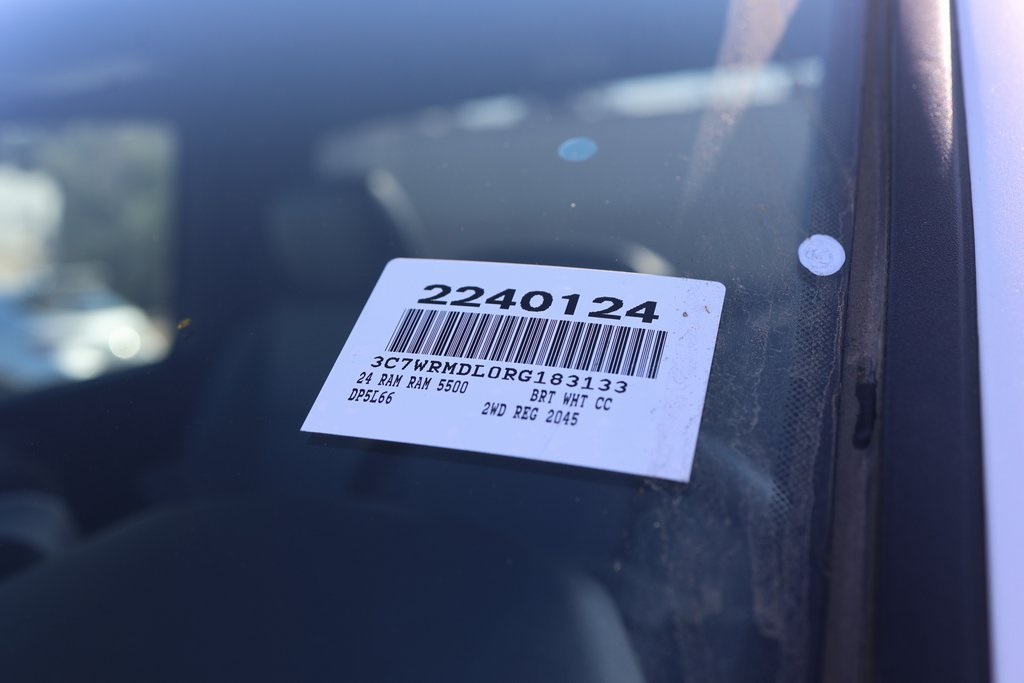 2240124
3C7WRMDL0RG183133
24 RAM RAM 5500 BRT WHT CC
DP5L66 2WD REG 2045